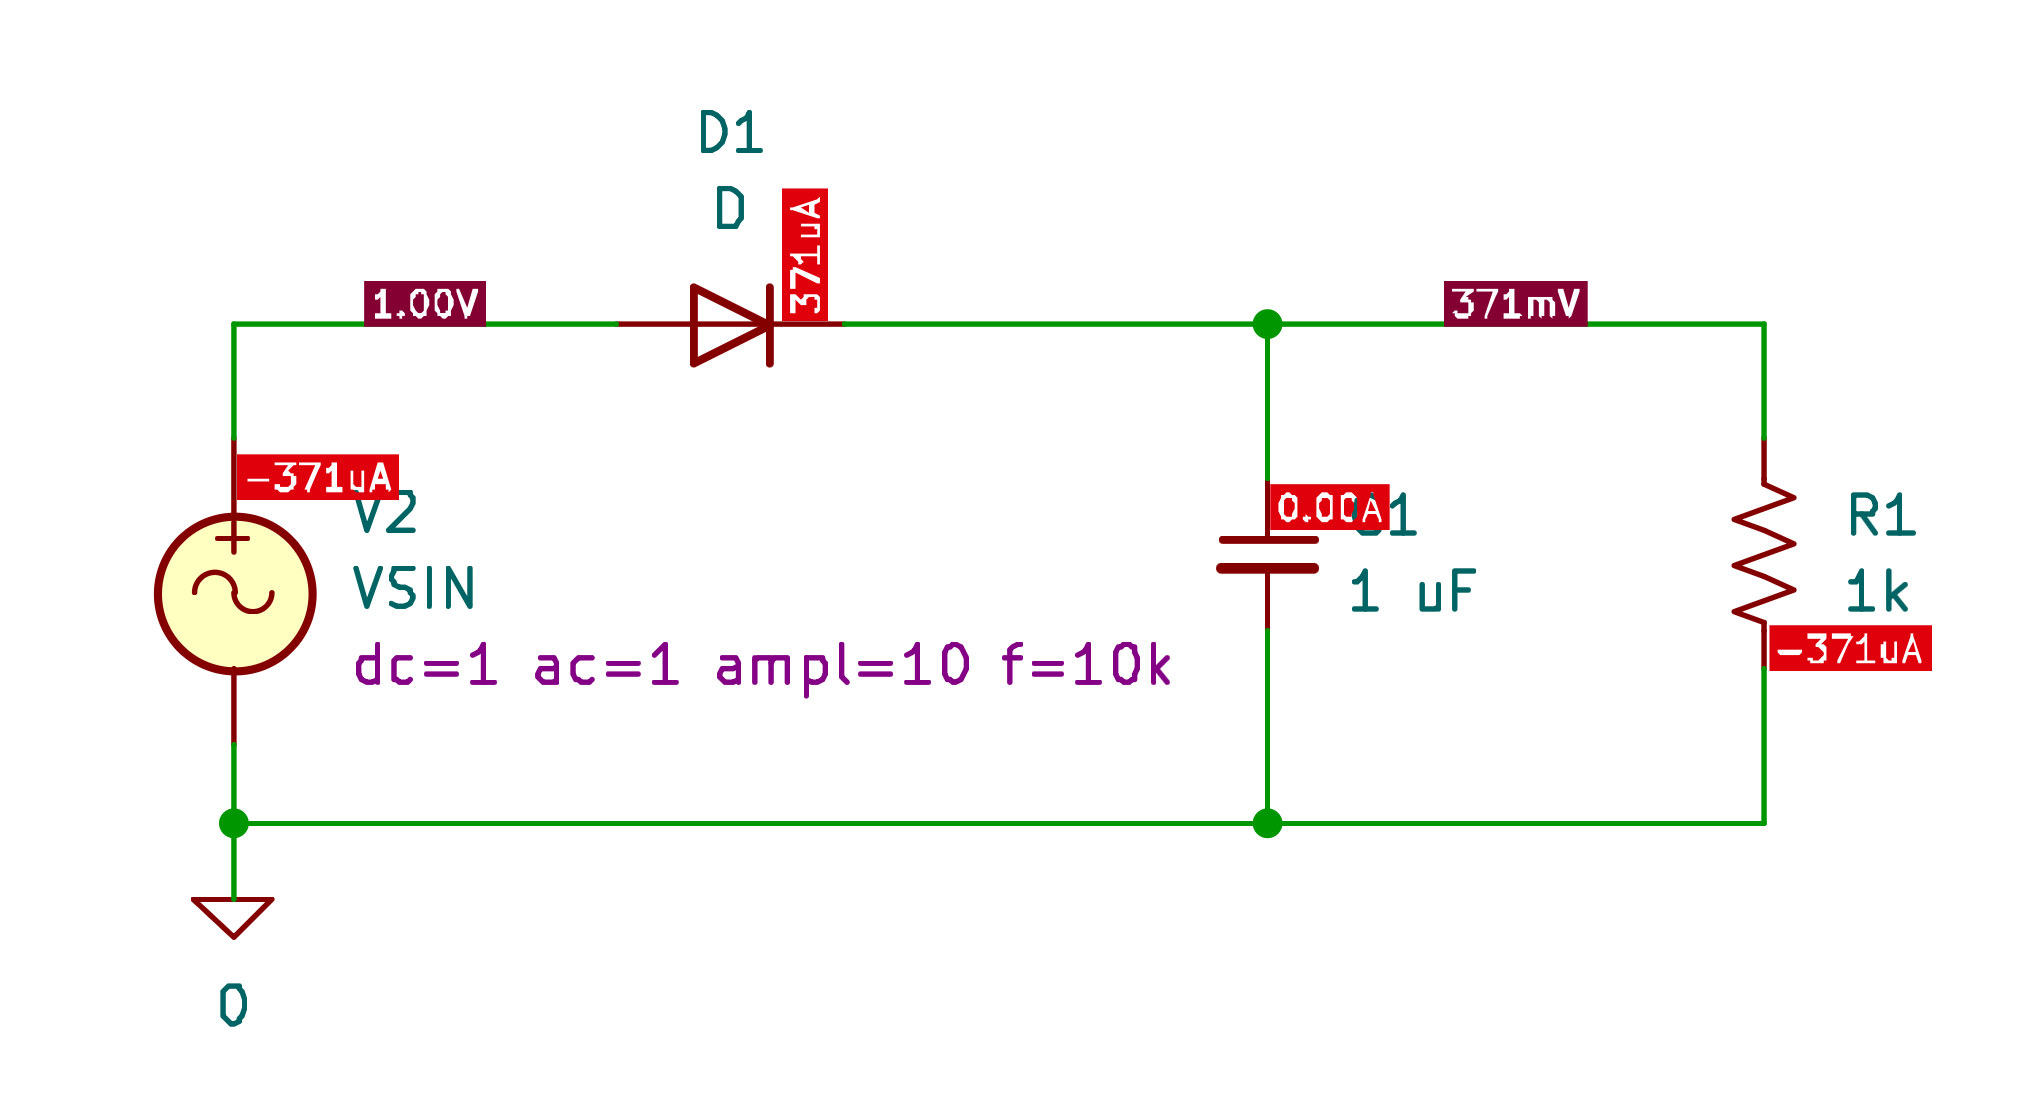 D1
D
371uA
1.00V
371mV
-371uA
V2
VSIN
dc=1 ac=1 ampl=10 f=10k
0.00A
C1
1 uF
R1
1k
-371uA
0